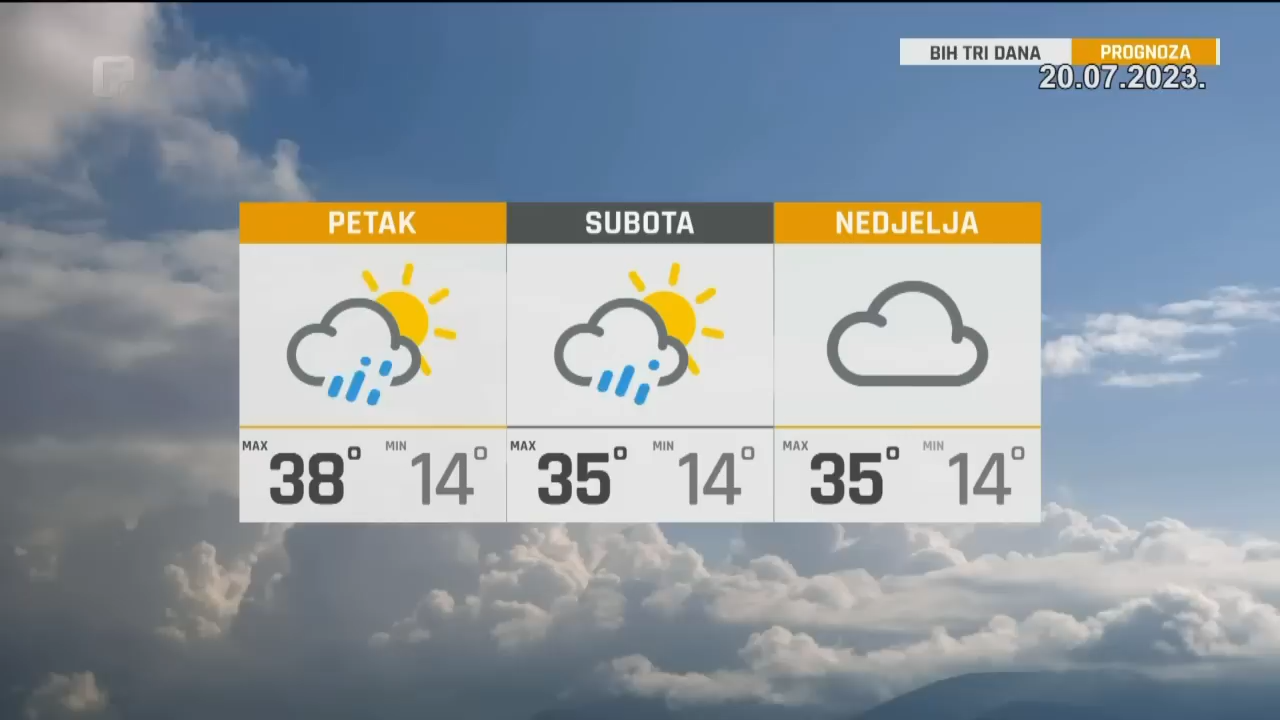 BIH TRI DANA PROGNOZA
20.07.2023.
PETAK SUBOTA NEDJELJA
MAX 38° MIN 14° MAX 35° MIN 14° MAX 35° MIN 14°